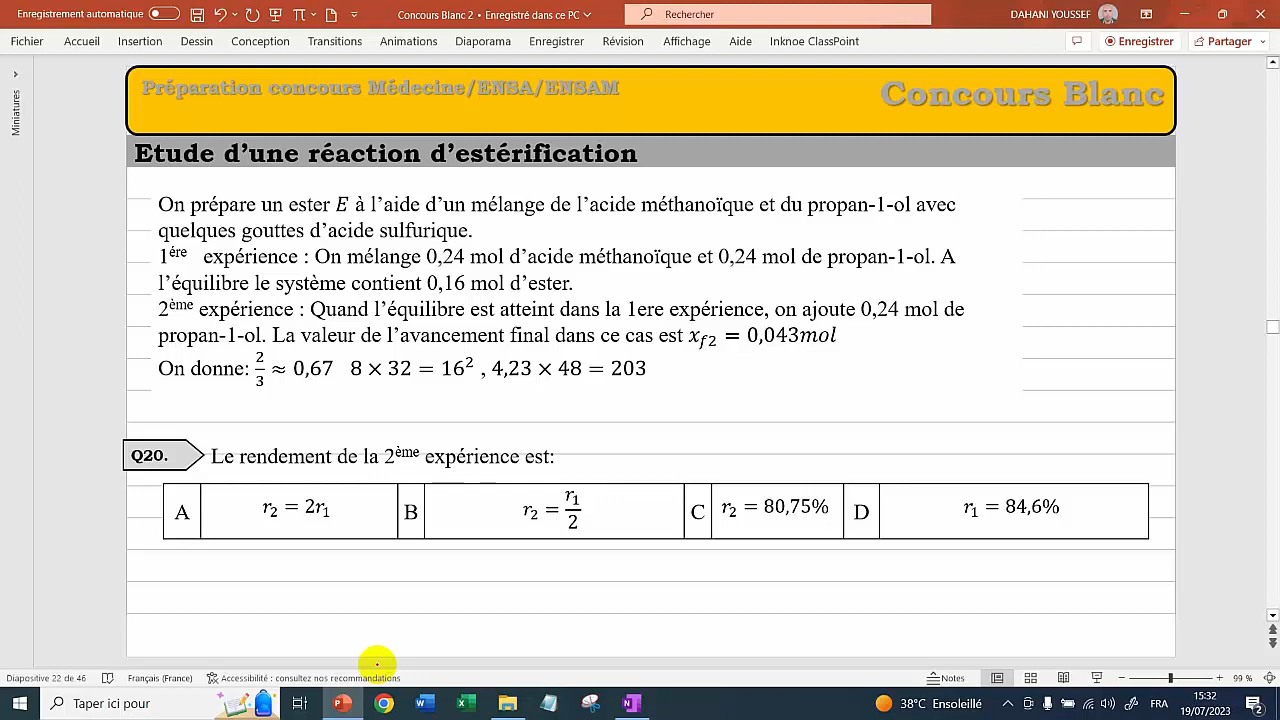 Enregistrement automatique
Concours Blanc 2 • Enregistré dans ce PC
Rechercher
DAHANI YOUSSEF
Fichier Accueil Insertion Dessin Conception Transitions Animations Diaporama Enregistrer Révision Affichage Aide Inknoe ClassPoint
Enregistrer Partager
Miniatures
Préparation concours Médecine/ENSA/ENSAM
Concours Blanc
Etude d’une réaction d’estérification
On prépare un ester E à l’aide d’un mélange de l’acide méthanoïque et du propan-1-ol avec
quelques gouttes d’acide sulfurique.
1ére expérience : On mélange 0,24 mol d’acide méthanoïque et 0,24 mol de propan-1-ol. A
l’équilibre le système contient 0,16 mol d’ester.
2ème expérience : Quand l’équilibre est atteint dans la 1ere expérience, on ajoute 0,24 mol de
propan-1-ol. La valeur de l’avancement final dans ce cas est x_f2 = 0,043mol
On donne: 2/3 ≈ 0,67 8 × 32 = 16² , 4,23 × 48 = 203
Q20. Le rendement de la 2ème expérience est:
A r₂ = 2r₁ B r₂ = r₁/2 C r₂ = 80,75% D r₁ = 84,6%
Diapositive 22 de 46 Français (France) Accessibilité : consultez nos recommandations Notes 99 %
Taper ici pour
38°C Ensoleillé
FRA
15:32
19/07/2023
2